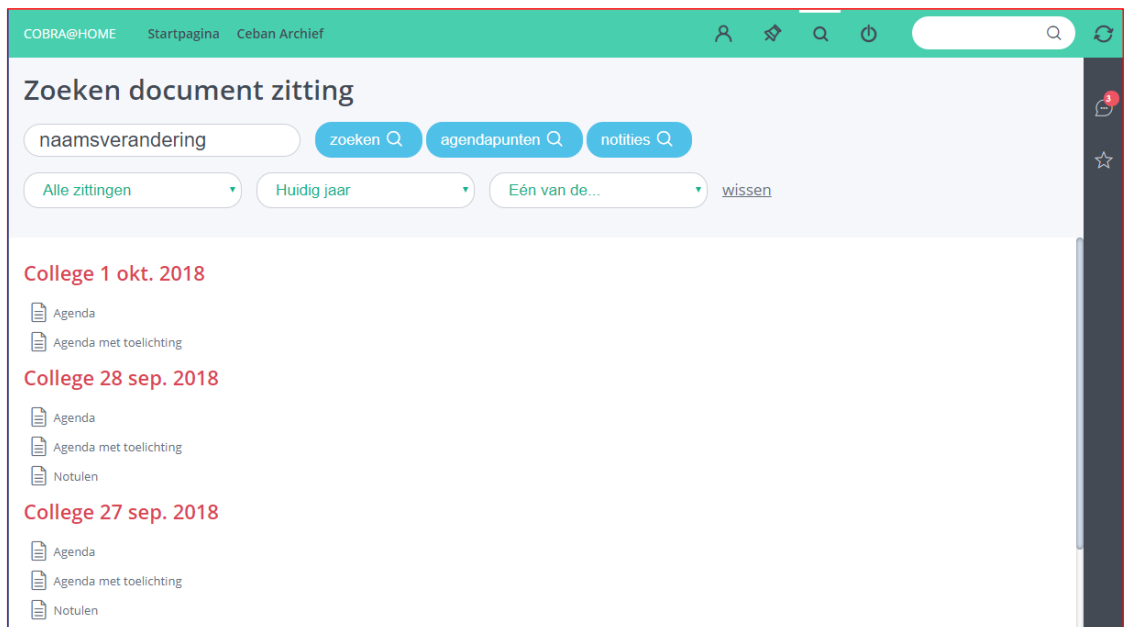 COBRA@HOME Startpagina Ceban Archief
3
Zoeken document zitting
naamsverandering zoeken agendapunten notities
Alle zittingen Huidig jaar Eén van de... wissen
College 1 okt. 2018
Agenda
Agenda met toelichting
College 28 sep. 2018
Agenda
Agenda met toelichting
Notulen
College 27 sep. 2018
Agenda
Agenda met toelichting
Notulen